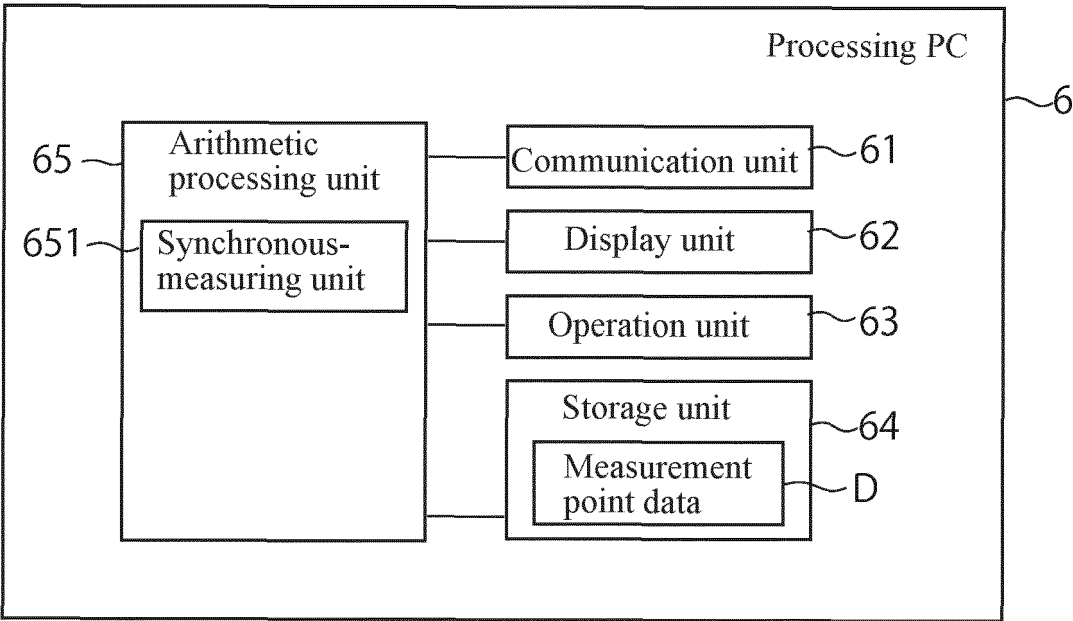 Processing PC
6
65
Arithmetic
processing unit
651
Synchronous-
measuring unit
Communication unit
61
Display unit
62
Operation unit
63
Storage unit
64
Measurement
point data
D